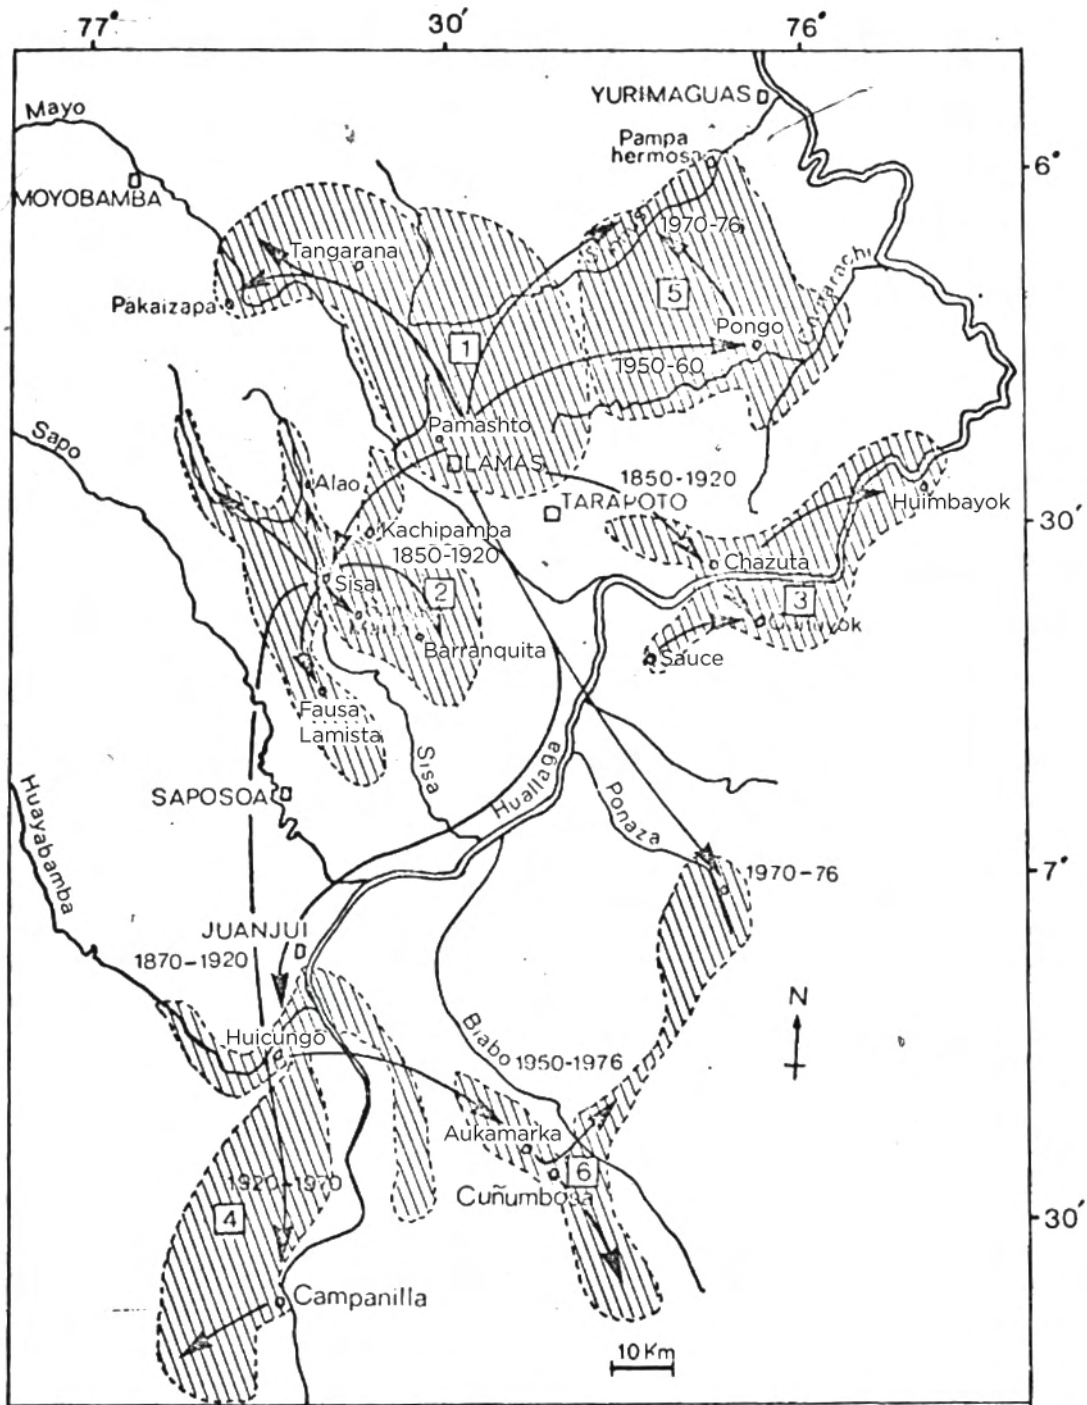 77°
30′
76°
YURIMAGUAS
Mayo
Pampa
hermosa
6°
MOYOBAMBA
1970-76
Tangarana
5
Pakaizapa
Pongo
1
1950-60
Pamashto
Sapo
LAMAS
1850-1920
Alao
TARAPOTO
Huimbayok
30′
Kachipamba
1850-1920
Chazuta
Sisa
2
3
Barranquita
Sauce
Fausa
Lamista
Sisa
Huallaga
SAPOSOA
Huayabamba
Ponaza
7°
1970-76
JUANJUI
1870-1920
N
Huicungo
Biabo
1950-1976
Aukamarka
6
1920-1970
Cuñumbosa
4
30′
Campanilla
10 Km